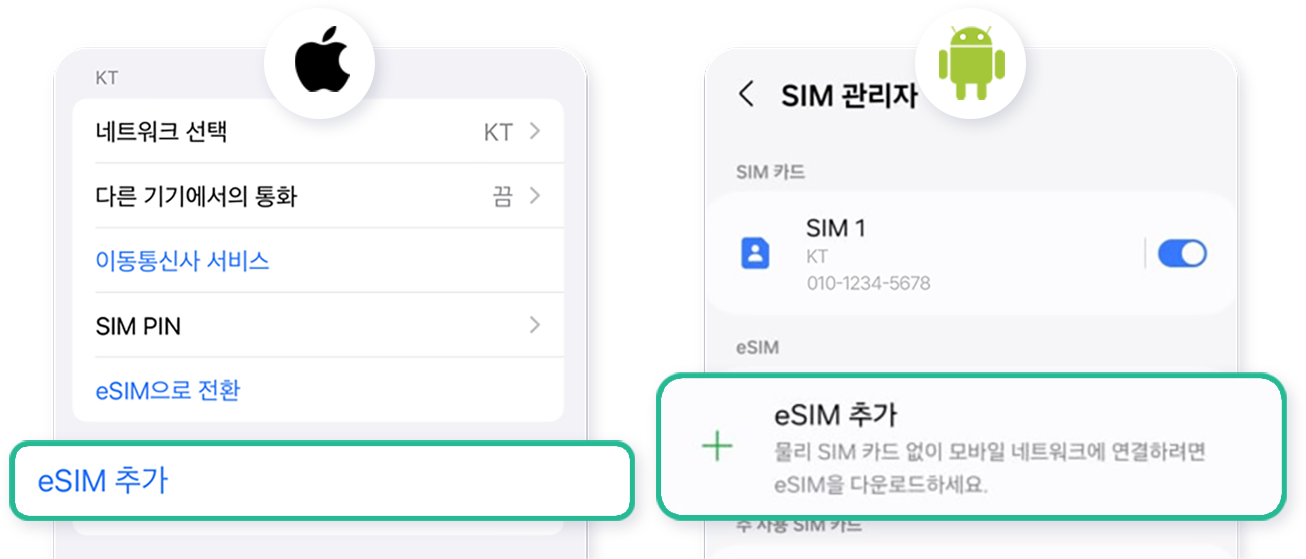 KT
네트워크 선택 KT
다른 기기에서의 통화 끔
이동통신사 서비스
SIM PIN
eSIM으로 전환
eSIM 추가
SIM 관리자
SIM 카드
SIM 1
KT
010-1234-5678
eSIM
eSIM 추가
물리 SIM 카드 없이 모바일 네트워크에 연결하려면
eSIM을 다운로드하세요.
주 사용 SIM 카드